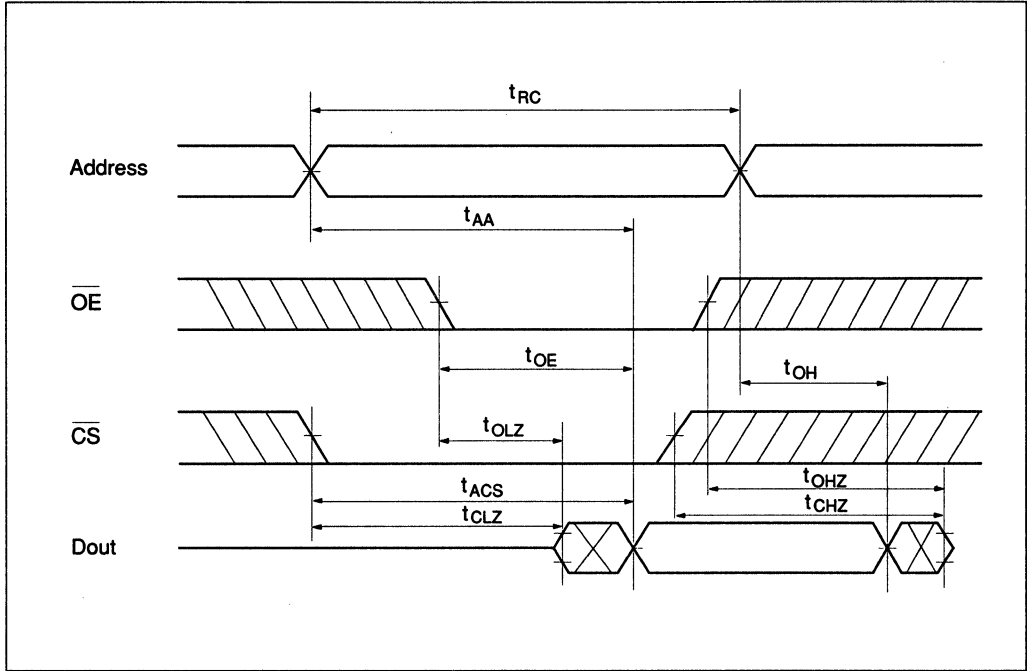 tRC
Address
tAA
OE
tOE
tOH
CS
tOLZ
tOHZ
tACS
tCHZ
tCLZ
Dout